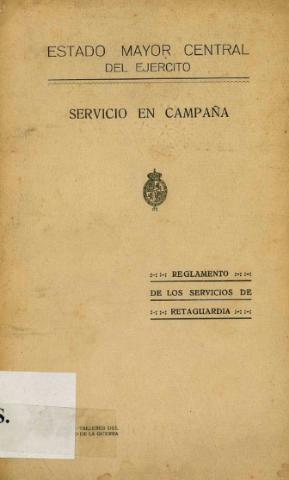 ESTADO MAYOR CENTRAL
DEL EJERCITO
SERVICIO EN CAMPAÑA
REGLAMENTO
DE LOS SERVICIOS DE
RETAGUARDIA
S.
TALLERES DEL
DE LA GUERRA